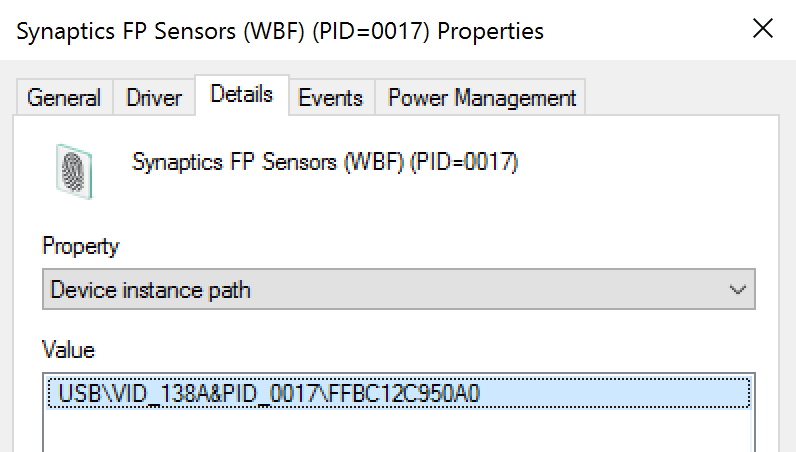 Synaptics FP Sensors (WBF) (PID=0017) Properties
General Driver Details Events Power Management
Synaptics FP Sensors (WBF) (PID=0017)
Property
Device instance path
Value
USB\VID_138A&PID_0017\FFBC12C950A0